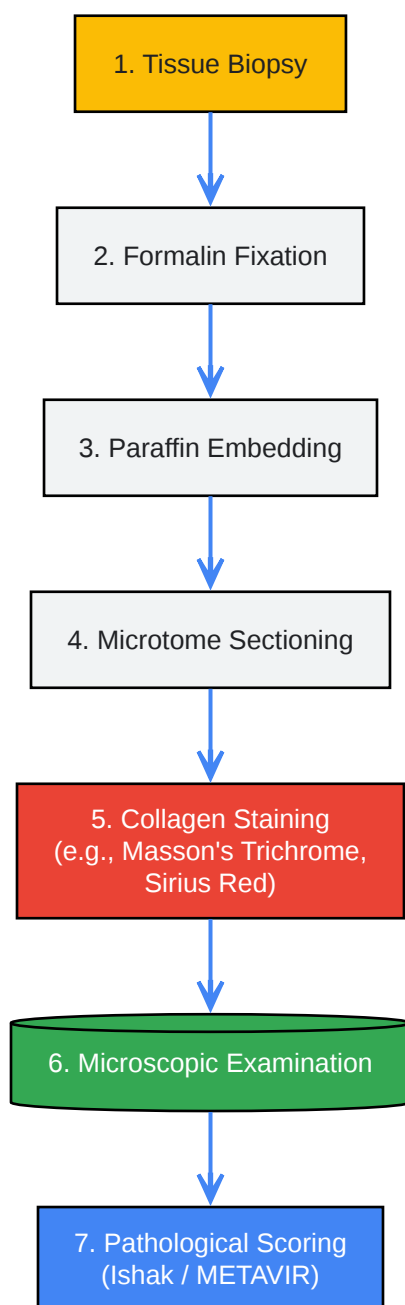 1. Tissue Biopsy
2. Formalin Fixation
3. Paraffin Embedding
4. Microtome Sectioning
5. Collagen Staining
(e.g., Masson's Trichrome,
Sirius Red)
6. Microscopic Examination
7. Pathological Scoring
(Ishak / METAVIR)